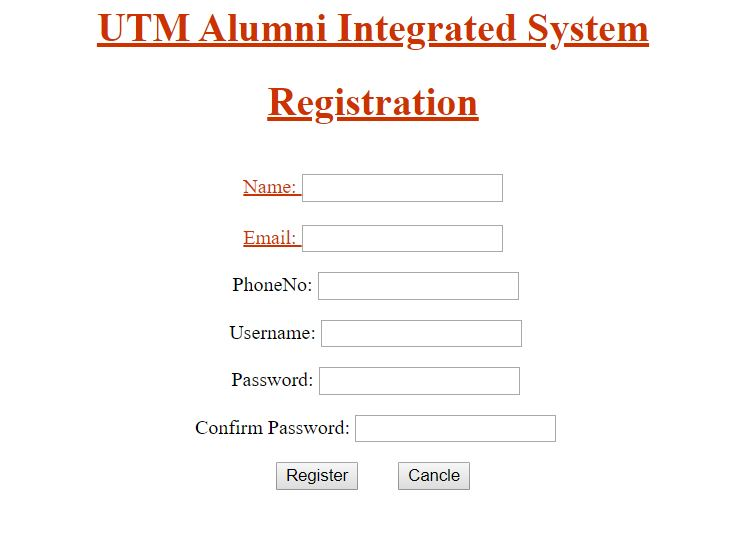 UTM Alumni Integrated System
Registration
Name:
Email:
PhoneNo:
Username:
Password:
Confirm Password:
Register Cancle